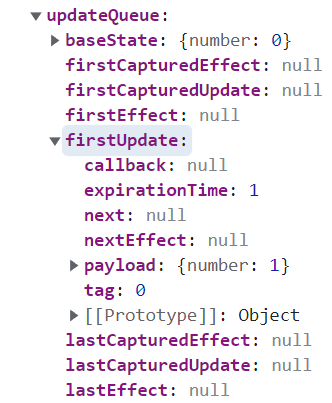 updateQueue:
baseState: {number: 0}
firstCapturedEffect: null
firstCapturedUpdate: null
firstEffect: null
firstUpdate:
callback: null
expirationTime: 1
next: null
nextEffect: null
payload: {number: 1}
tag: 0
[[Prototype]]: Object
lastCapturedEffect: null
lastCapturedUpdate: null
lastEffect: null